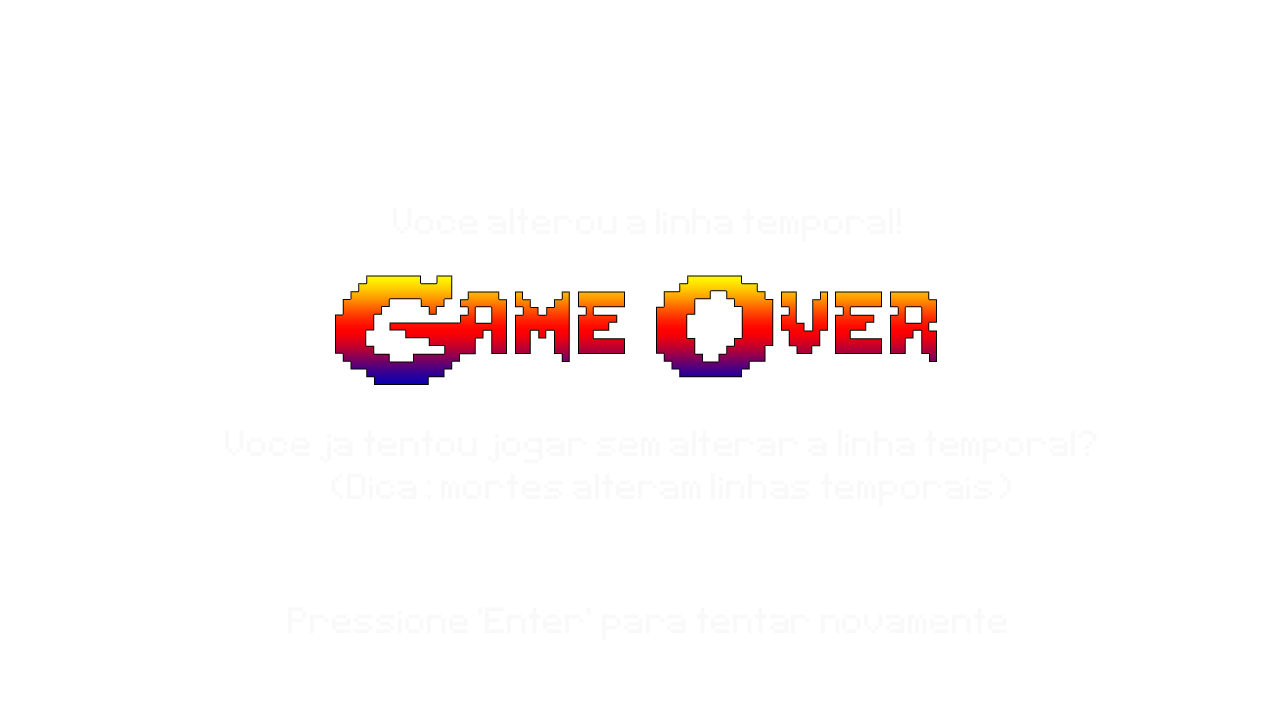 Voce alterou a linha temporal!
GAME OVER
Voce ja tentou jogar sem alterar a linha temporal?
(Dica : mortes alteram linhas temporais)
Pressione 'Enter' para tentar novamente